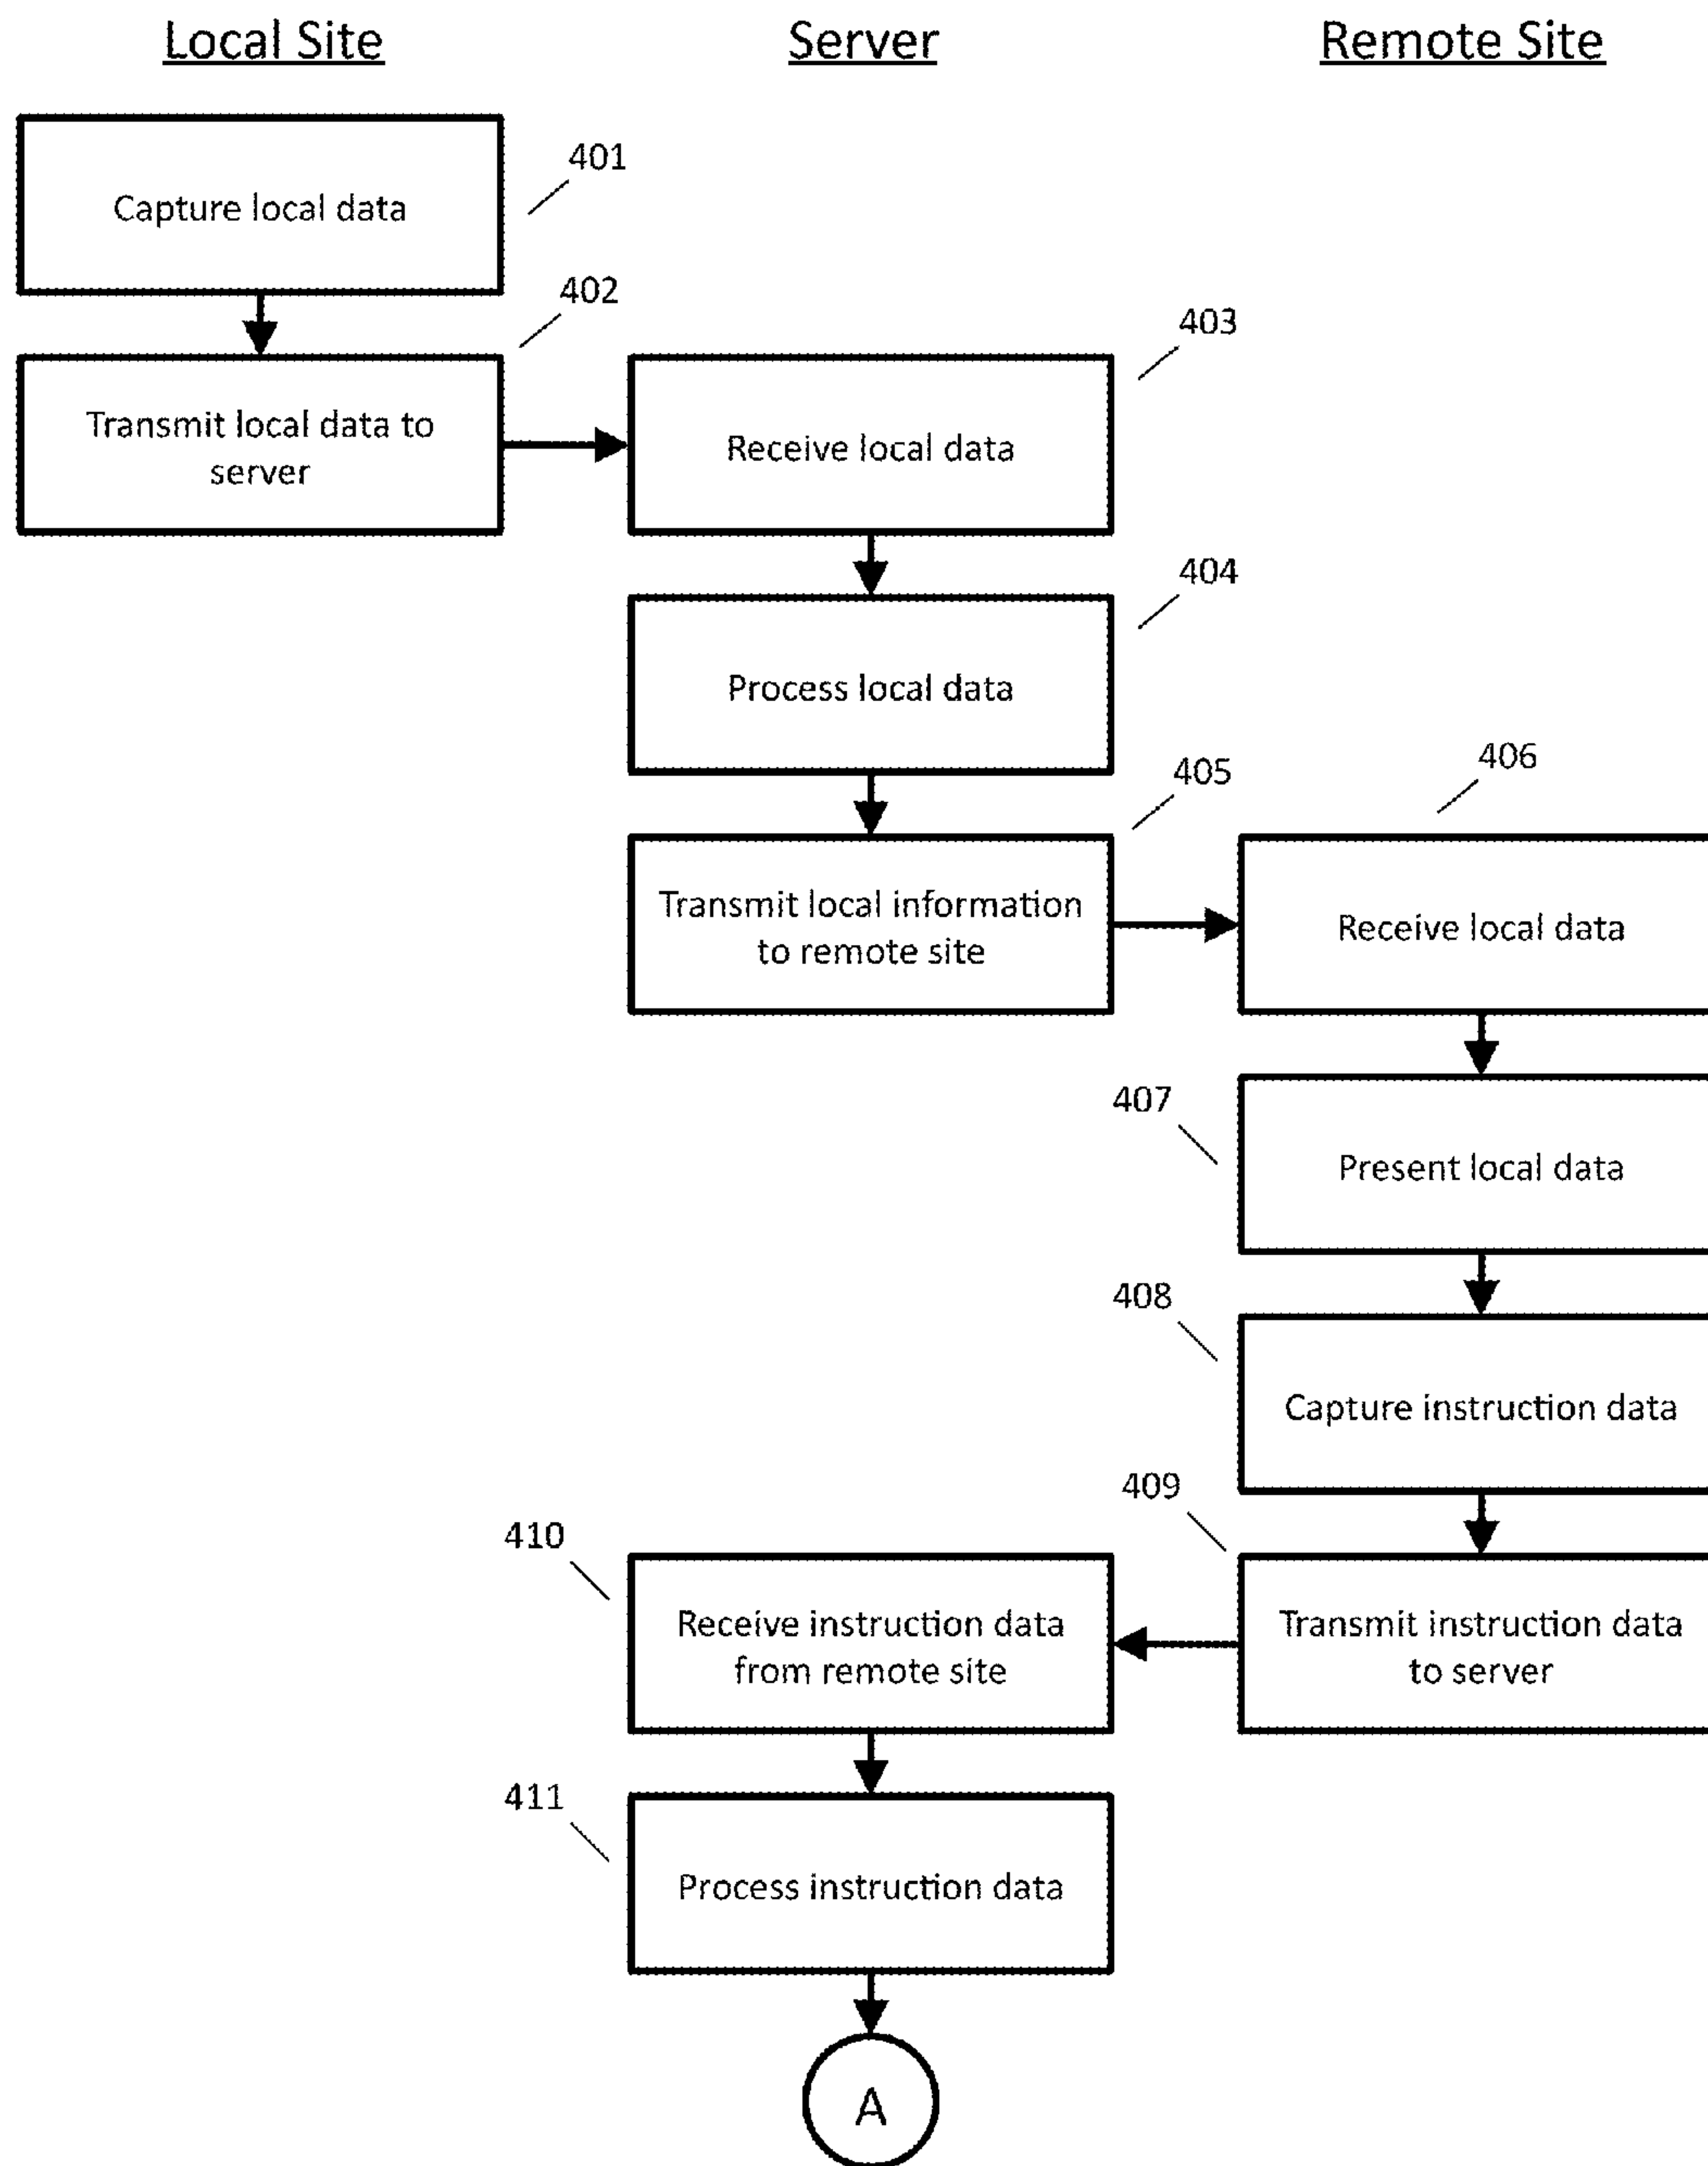 Local Site
Server
Remote Site
401
Capture local data
402
403
Transmit local data to
server
Receive local data
404
Process local data
405
406
Transmit local information
to remote site
Receive local data
407
Present local data
408
Capture instruction data
409
410
Receive instruction data
from remote site
Transmit instruction data
to server
411
Process instruction data
A